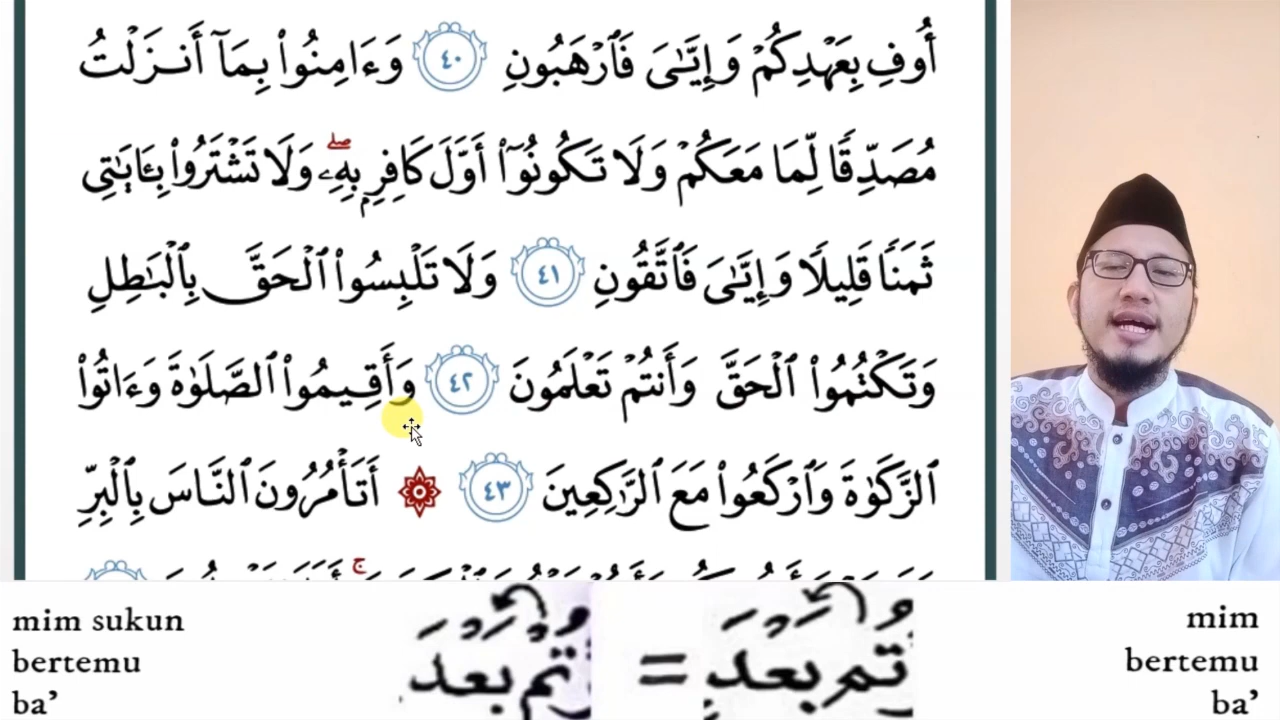 أُوفِ بِعَهْدِكُمْ وَإِيَّٰىَ فَٱرْهَبُونِ ٤٠ وَءَامِنُوا۟ بِمَآ أَنزَلْتُ
مُصَدِّقًا لِّمَا مَعَكُمْ وَلَا تَكُونُوٓا۟ أَوَّلَ كَافِرٍۭ بِهِۦ ۖ وَلَا تَشْتَرُوا۟ بِـَٔايَٰتِى
ثَمَنًا قَلِيلًا وَإِيَّٰىَ فَٱتَّقُونِ ٤١ وَلَا تَلْبِسُوا۟ ٱلْحَقَّ بِٱلْبَٰطِلِ
وَتَكْتُمُوا۟ ٱلْحَقَّ وَأَنتُمْ تَعْلَمُونَ ٤٢ وَأَقِيمُوا۟ ٱلصَّلَوٰةَ وَءَاتُوا۟
ٱلزَّكَوٰةَ وَٱرْكَعُوا۟ مَعَ ٱلرَّٰكِعِينَ ٤٣ ۞ أَتَأْمُرُونَ ٱلنَّاسَ بِٱلْبِرِّ
mim sukun
bertemu
ba’
=
mim
bertemu
ba’